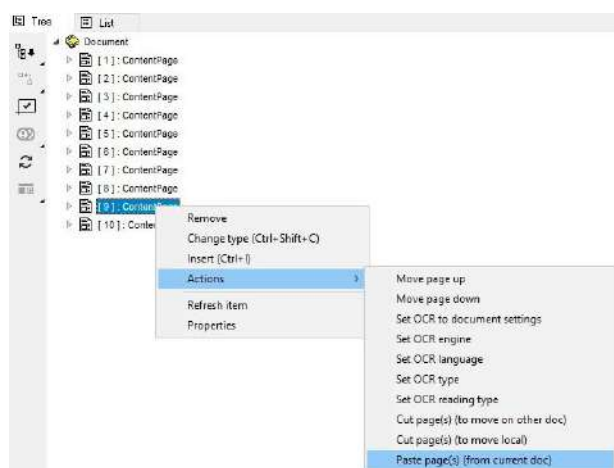 Tree List
Document
[1] : ContentPage
[2] : ContentPage
[3] : ContentPage
[4] : ContentPage
[5] : ContentPage
[6] : ContentPage
[7] : ContentPage
[8] : ContentPage
[9] : ContentPage
[10] : Conte
Remove
Change type (Ctrl+Shift+C)
Insert (Ctrl+I)
Actions
Refresh item
Properties
Move page up
Move page down
Set OCR to document settings
Set OCR engine
Set OCR language
Set OCR type
Set OCR reading type
Cut page(s) (to move on other doc)
Cut page(s) (to move local)
Paste page(s) (from current doc)